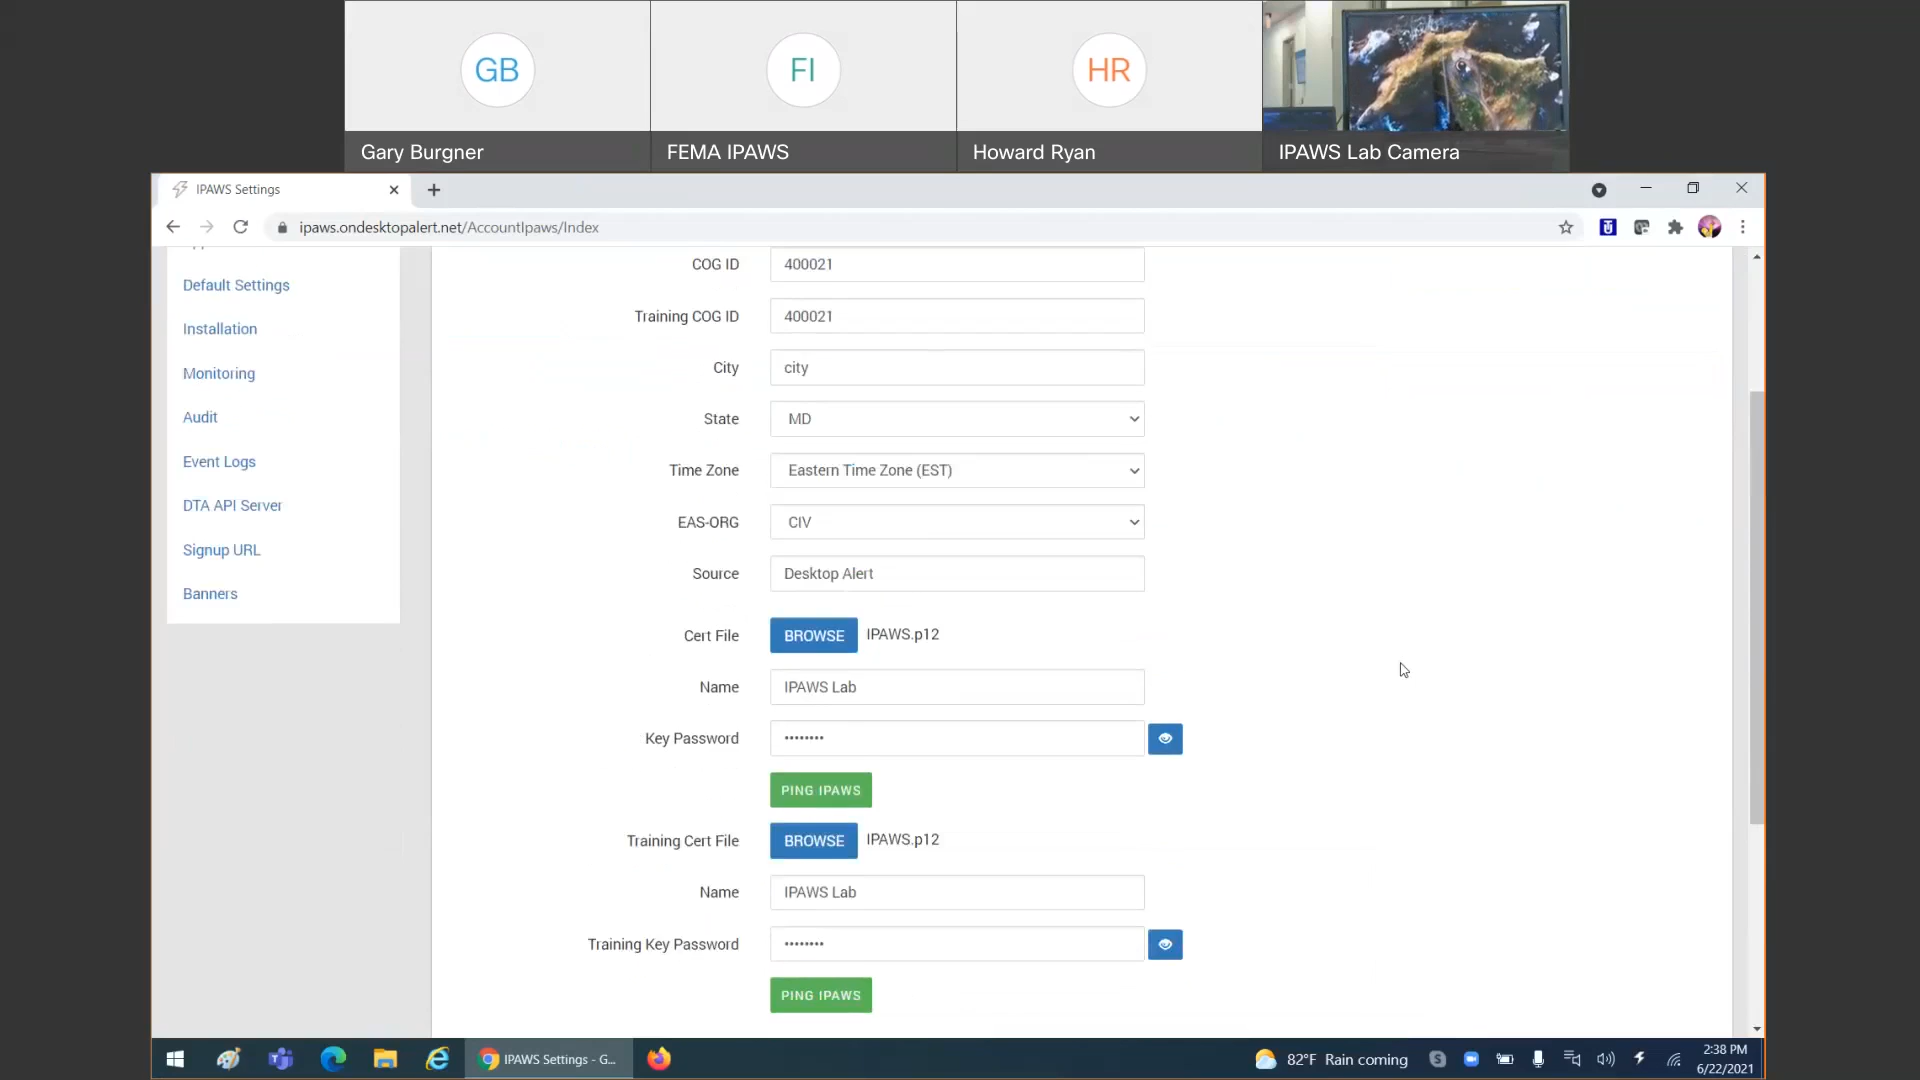 GB
FI
HR
Gary Burgner
FEMA IPAWS
Howard Ryan
IPAWS Lab Camera
IPAWS Settings
ipaws.ondesktopalert.net/AccountIpaws/Index
COG ID
400021
Default Settings
Training COG ID
400021
Installation
City
city
Monitoring
State
MD
Audit
Time Zone
Eastern Time Zone (EST)
Event Logs
EAS-ORG
CIV
DTA API Server
Signup URL
Source
Desktop Alert
Banners
Cert File
BROWSE
IPAWS.p12
Name
IPAWS Lab
Key Password
••••••••
PING IPAWS
Training Cert File
BROWSE
IPAWS.p12
Name
IPAWS Lab
Training Key Password
••••••••
PING IPAWS
IPAWS Settings - G...
82°F Rain coming
2:38 PM
6/22/2021